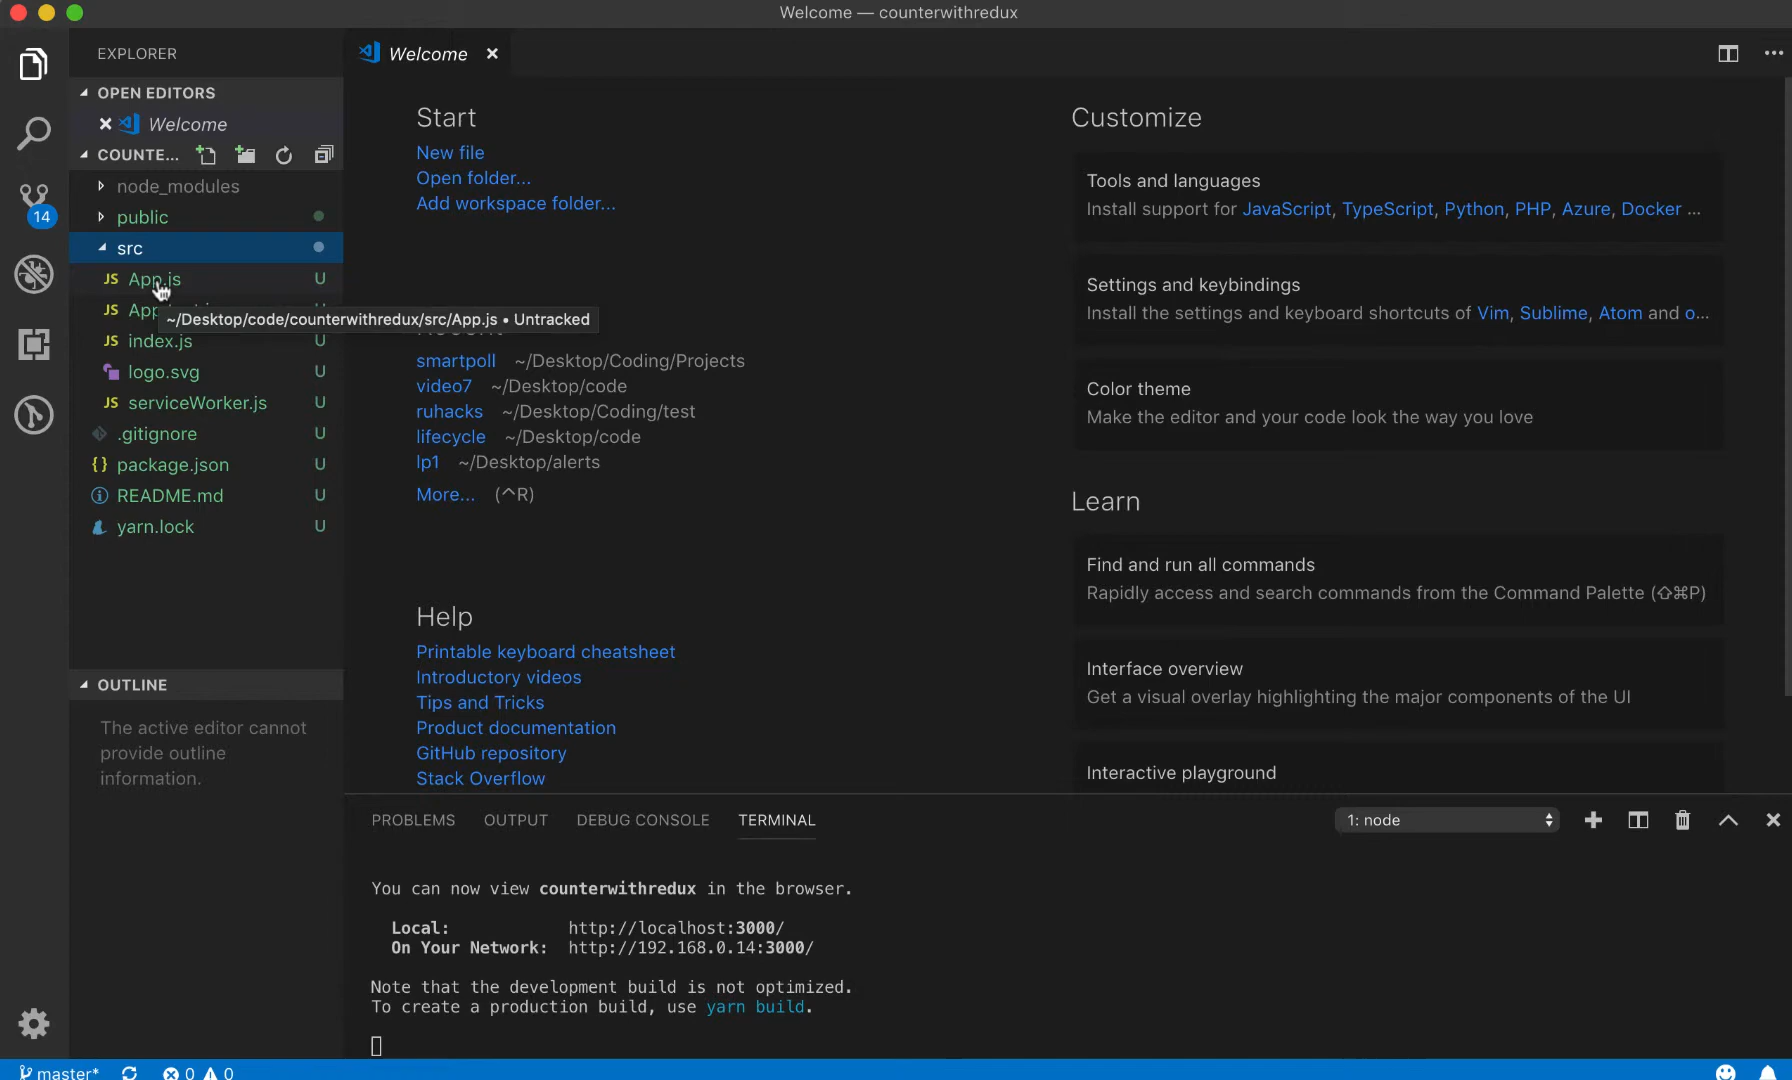 Welcome — counterwithredux
EXPLORER
OPEN EDITORS
Welcome
COUNTE...
node_modules
public
src
JS App.js U
JS App
JS index.js U
logo.svg U
JS serviceWorker.js U
.gitignore U
{} package.json U
README.md U
yarn.lock U
14
OUTLINE
The active editor cannot
provide outline
information.
Welcome
Start
New file
Open folder...
Add workspace folder...
~/Desktop/code/counterwithredux/src/App.js • Untracked
smartpoll ~/Desktop/Coding/Projects
video7 ~/Desktop/code
ruhacks ~/Desktop/Coding/test
lifecycle ~/Desktop/code
lp1 ~/Desktop/alerts
More... (^R)
Help
Printable keyboard cheatsheet
Introductory videos
Tips and Tricks
Product documentation
GitHub repository
Stack Overflow
Customize
Tools and languages
Install support for JavaScript, TypeScript, Python, PHP, Azure, Docker ...
Settings and keybindings
Install the settings and keyboard shortcuts of Vim, Sublime, Atom and o...
Color theme
Make the editor and your code look the way you love
Learn
Find and run all commands
Rapidly access and search commands from the Command Palette (⇧⌘P)
Interface overview
Get a visual overlay highlighting the major components of the UI
Interactive playground
PROBLEMS OUTPUT DEBUG CONSOLE TERMINAL
1: node
You can now view counterwithredux in the browser.
Local: http://localhost:3000/
On Your Network: http://192.168.0.14:3000/
Note that the development build is not optimized.
To create a production build, use yarn build.
master* 0 0